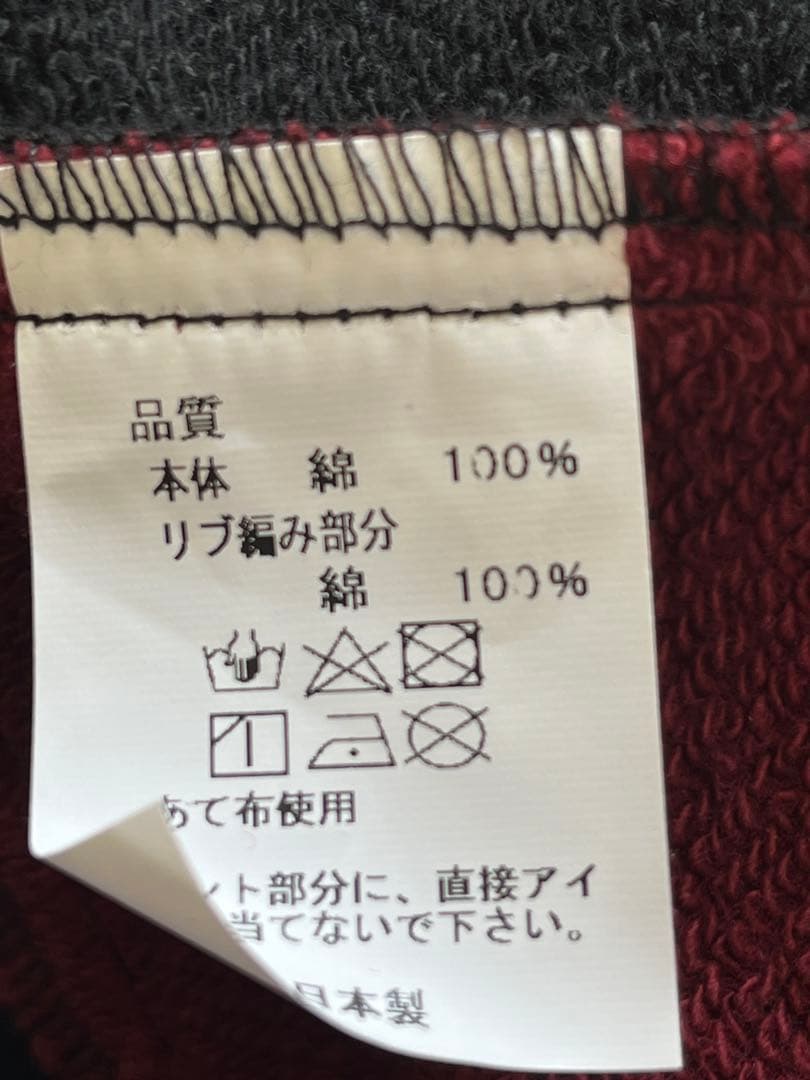 品質
本体 綿 100%
リブ編み部分
綿 100%
あて布使用
ント部分に、直接アイ
当てないで下さい。
日本製